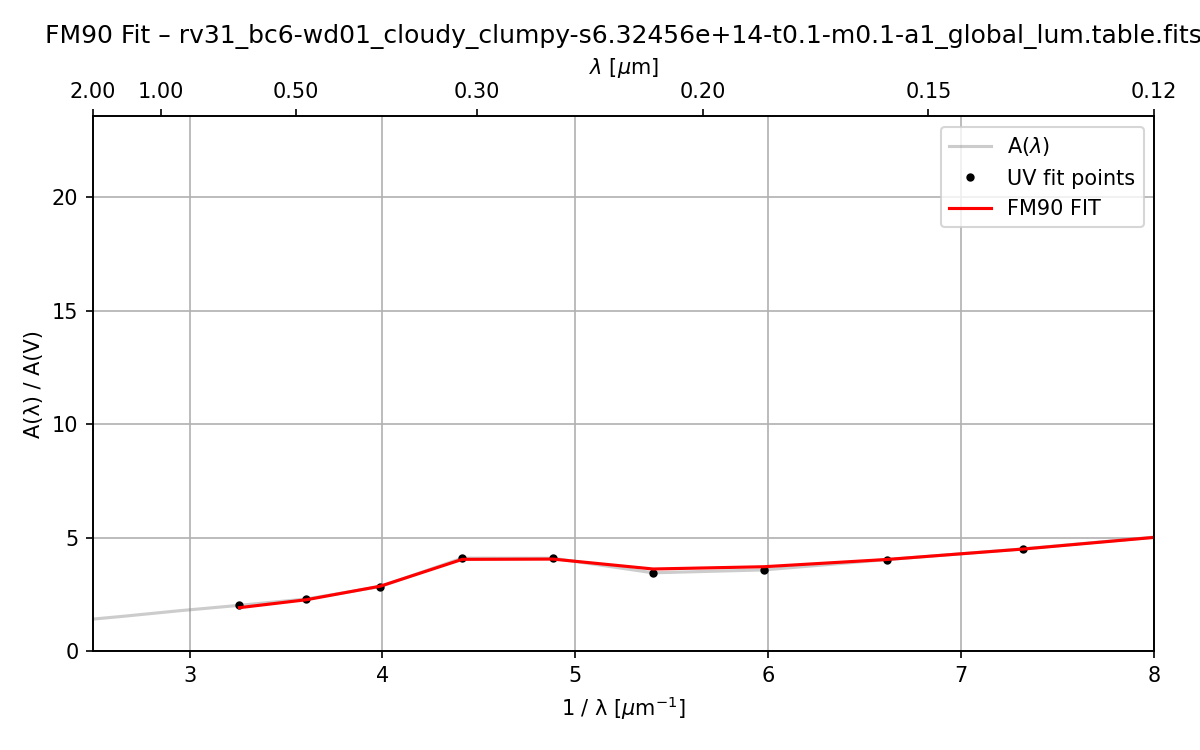 FM90 Fit – rv31_bc6-wd01_cloudy_clumpy-s6.32456e+14-t0.1-m0.1-a1_global_lum.table.fits
λ [μm]
2.00 1.00 0.50 0.30 0.20 0.15 0.12
A(λ)
UV fit points
FM90 FIT
A(λ) / A(V)
20
15
10
5
0
3 4 5 6 7 8
1 / λ [μm⁻¹]